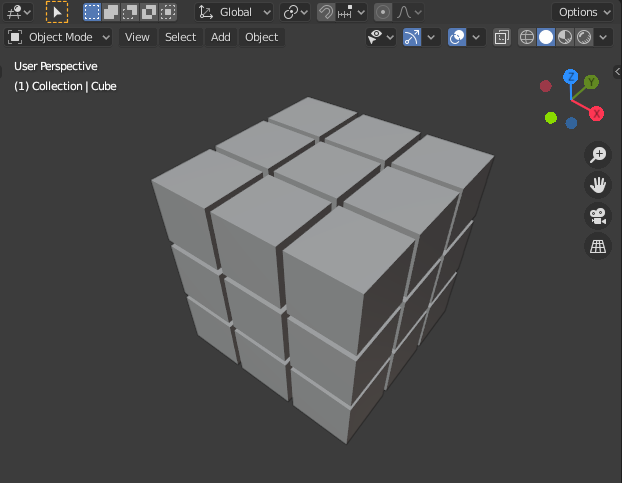 Global Options
Object Mode View Select Add Object
User Perspective
(1) Collection | Cube
Z
Y
X